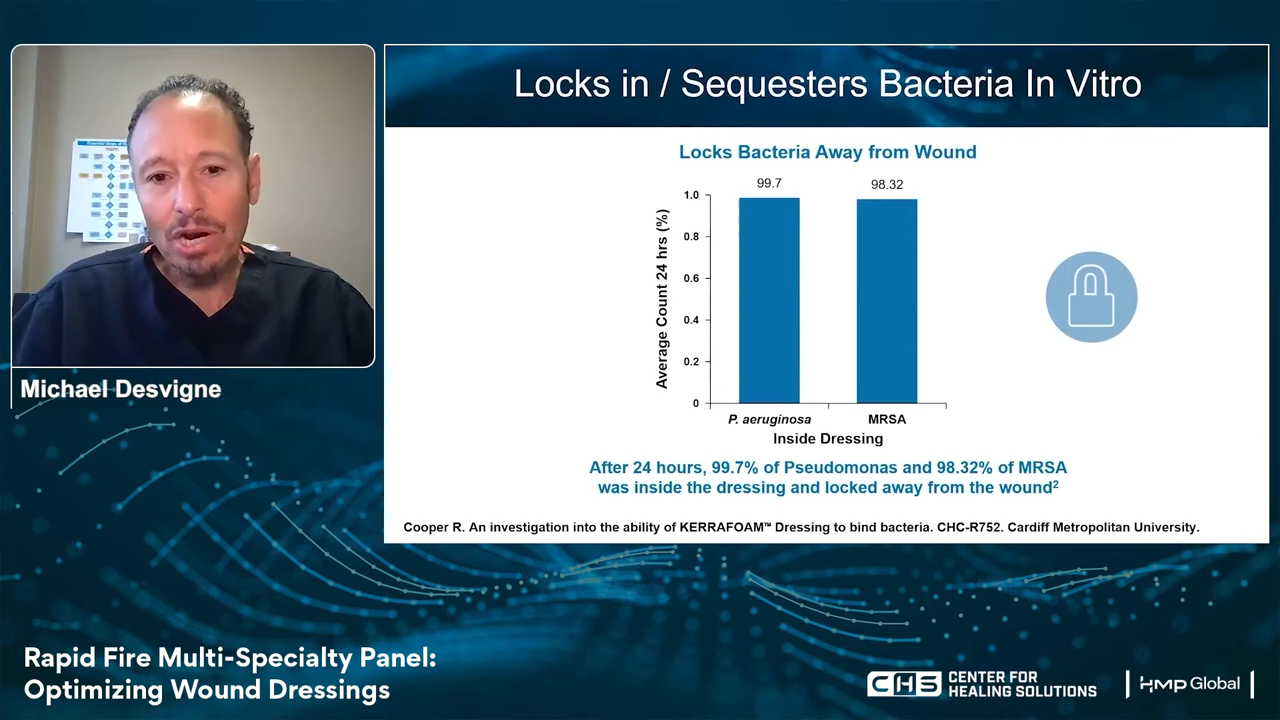 Locks in / Sequesters Bacteria In Vitro
Locks Bacteria Away from Wound
99.7
98.32
1.0
0.8
0.6
0.4
0.2
0
Average Count 24 hrs (%)
P. aeruginosa
MRSA
Inside Dressing
After 24 hours, 99.7% of Pseudomonas and 98.32% of MRSA
was inside the dressing and locked away from the wound²
Cooper R. An investigation into the ability of KERRAFOAM™ Dressing to bind bacteria. CHC-R752. Cardiff Metropolitan University.
Michael Desvigne
Rapid Fire Multi-Specialty Panel:
Optimizing Wound Dressings
CHS
CENTER FOR
HEALING SOLUTIONS
HMP Global